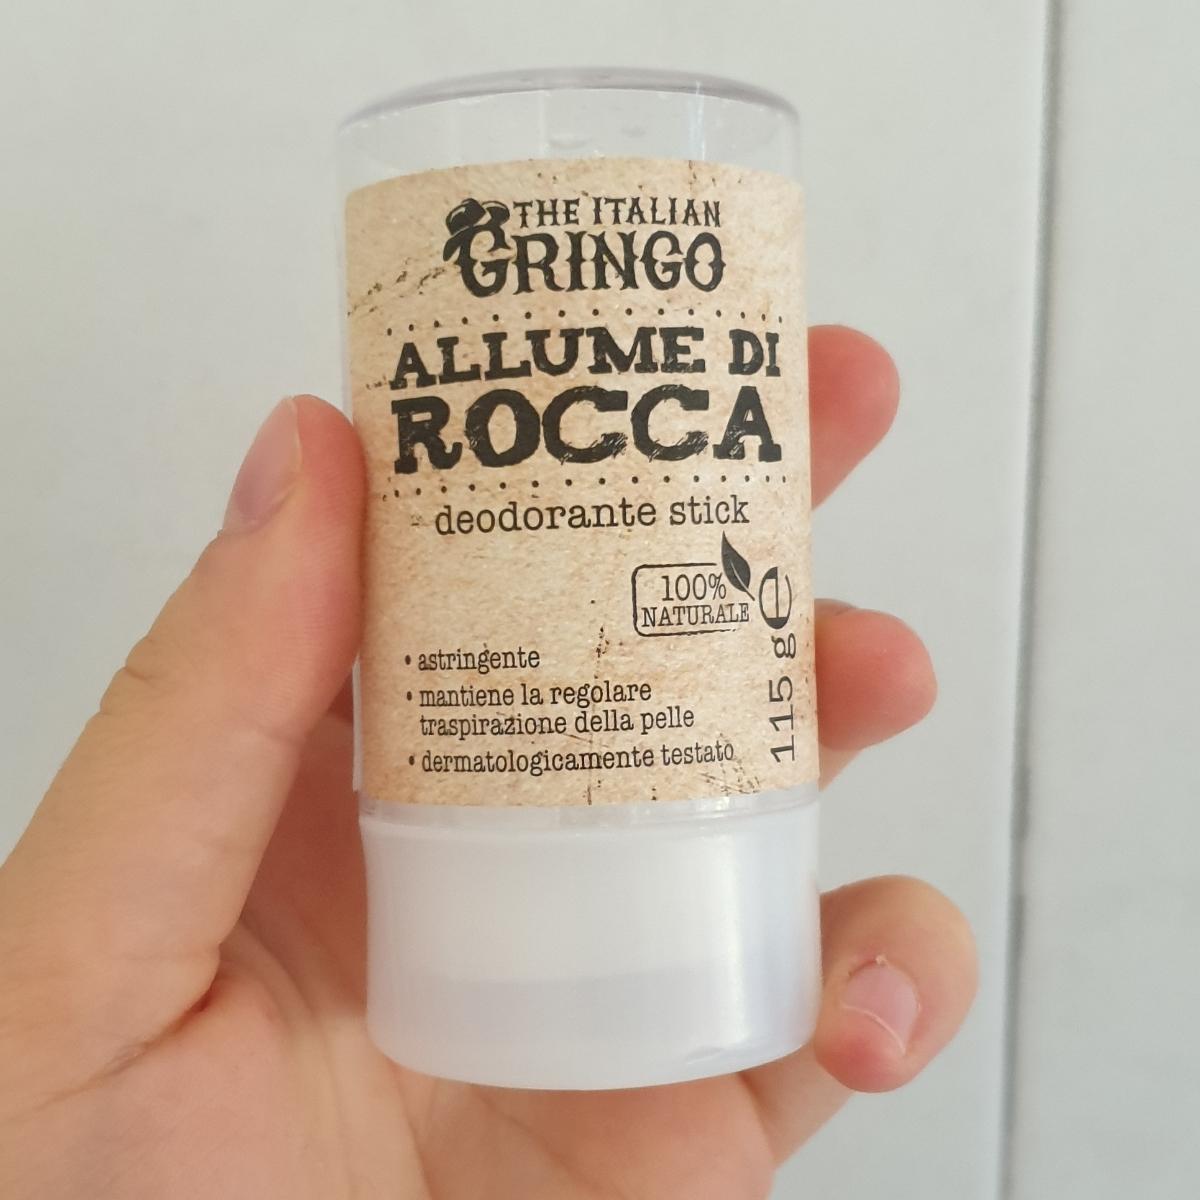 THE ITALIAN
GRINGO
ALLUME DI
ROCCA
deodorante stick
100%
NATURALE
• astringente
• mantiene la regolare
traspirazione della pelle
• dermatologicamente testato
115 g e